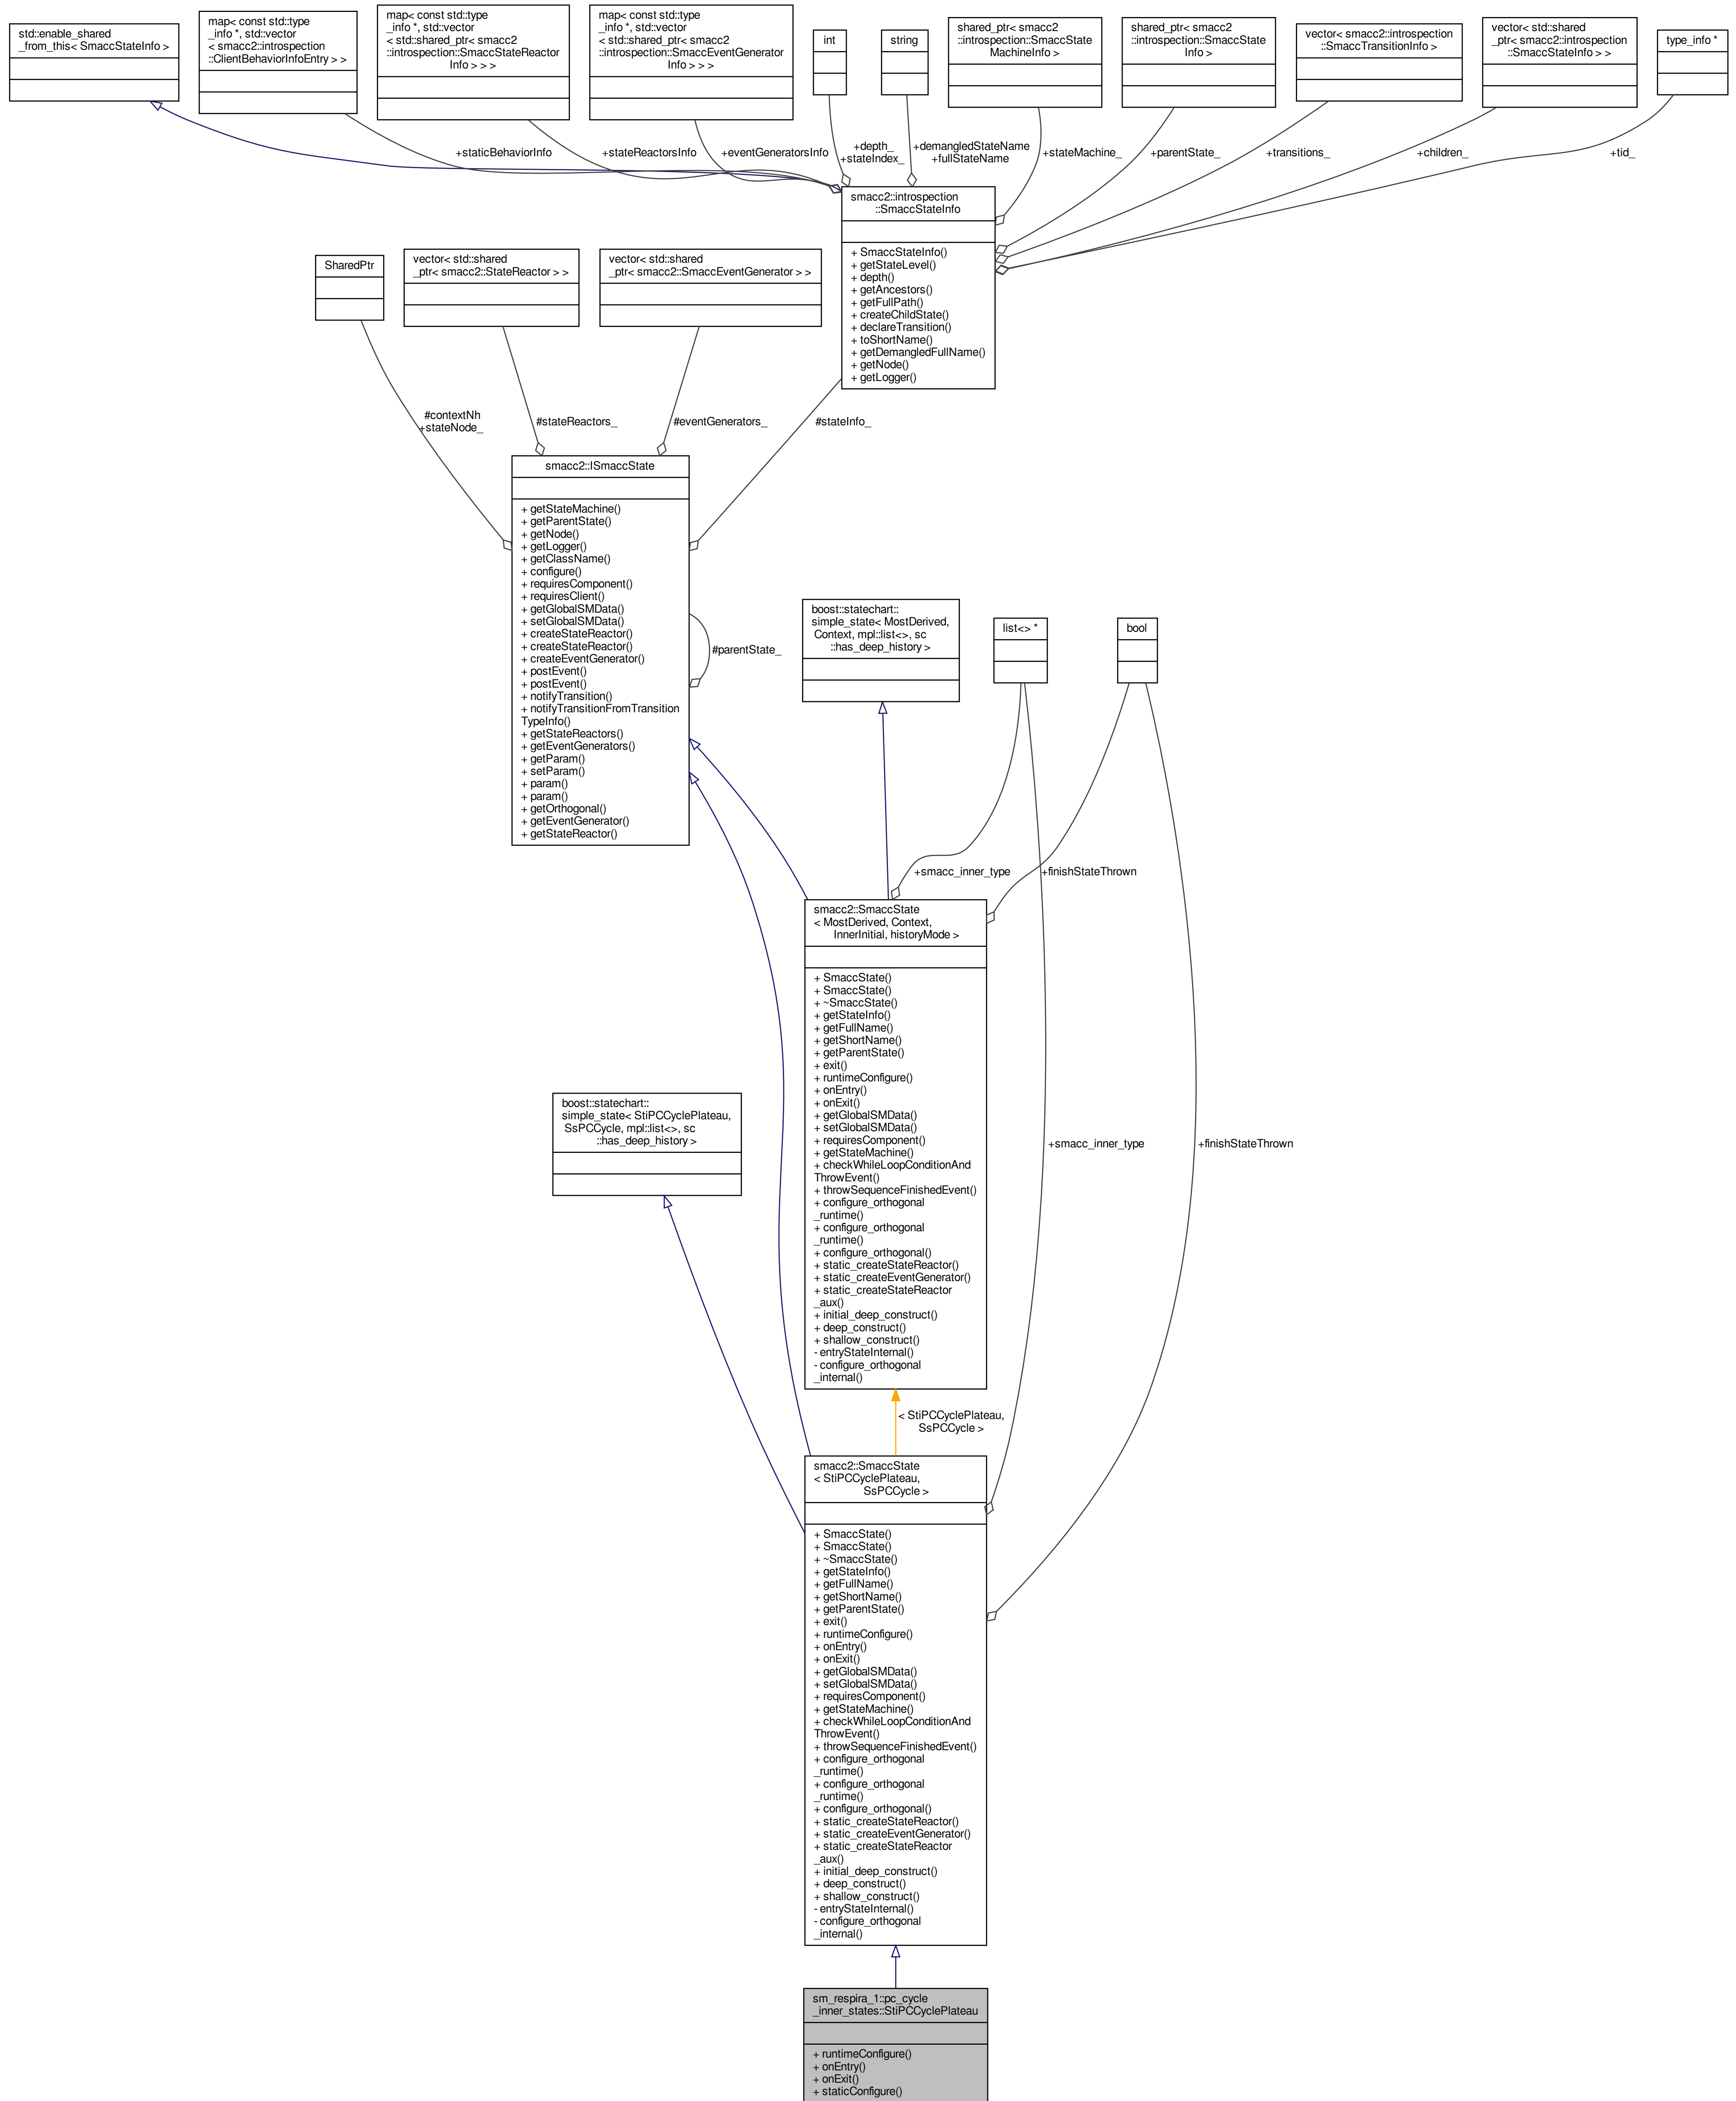 std::enable_shared
_from_this< SmaccStateInfo >
map< const std::type
_info *, std::vector
< smacc2::introspection
::ClientBehaviorInfoEntry > >
map< const std::type
_info *, std::vector
< std::shared_ptr< smacc2
::introspection::SmaccStateReactor
Info > > >
map< const std::type
_info *, std::vector
< std::shared_ptr< smacc2
::introspection::SmaccEventGenerator
Info > > >
int
string
shared_ptr< smacc2
::introspection::SmaccState
MachineInfo >
shared_ptr< smacc2
::introspection::SmaccState
Info >
vector< smacc2::introspection
::SmaccTransitionInfo >
vector< std::shared
_ptr< smacc2::introspection
::SmaccStateInfo > >
type_info *
+staticBehaviorInfo
+stateReactorsInfo
+eventGeneratorsInfo
+depth_
+stateIndex_
+demangledStateName
+fullStateName
+stateMachine_
+parentState_
+transitions_
+children_
+tid_
smacc2::introspection
::SmaccStateInfo
+ SmaccStateInfo()
+ getStateLevel()
+ depth()
+ getAncestors()
+ getFullPath()
+ createChildState()
+ declareTransition()
+ toShortName()
+ getDemangledFullName()
+ getNode()
+ getLogger()
SharedPtr
vector< std::shared
_ptr< smacc2::StateReactor > >
vector< std::shared
_ptr< smacc2::SmaccEventGenerator > >
#contextNh
+stateNode_
#stateReactors_
#eventGenerators_
#stateInfo_
smacc2::ISmaccState
+ getStateMachine()
+ getParentState()
+ getNode()
+ getLogger()
+ getClassName()
+ configure()
+ requiresComponent()
+ requiresClient()
+ getGlobalSMData()
+ setGlobalSMData()
+ createStateReactor()
+ createStateReactor()
+ createEventGenerator()
+ postEvent()
+ postEvent()
+ notifyTransition()
+ notifyTransitionFromTransition
TypeInfo()
+ getStateReactors()
+ getEventGenerators()
+ getParam()
+ setParam()
+ param()
+ param()
+ getOrthogonal()
+ getEventGenerator()
+ getStateReactor()
#parentState_
boost::statechart::
simple_state< MostDerived,
Context, mpl::list<>, sc
::has_deep_history >
list<> *
bool
+smacc_inner_type
+finishStateThrown
smacc2::SmaccState
< MostDerived, Context,
InnerInitial, historyMode >
+ SmaccState()
+ SmaccState()
+ ~SmaccState()
+ getStateInfo()
+ getFullName()
+ getShortName()
+ getParentState()
+ exit()
+ runtimeConfigure()
+ onEntry()
+ onExit()
+ getGlobalSMData()
+ setGlobalSMData()
+ requiresComponent()
+ getStateMachine()
+ checkWhileLoopConditionAnd
ThrowEvent()
+ throwSequenceFinishedEvent()
+ configure_orthogonal
_runtime()
+ configure_orthogonal
_runtime()
+ configure_orthogonal()
+ static_createStateReactor()
+ static_createEventGenerator()
+ static_createStateReactor
_aux()
+ initial_deep_construct()
+ deep_construct()
+ shallow_construct()
- entryStateInternal()
- configure_orthogonal
_internal()
boost::statechart::
simple_state< StiPCCyclePlateau,
SsPCCycle, mpl::list<>, sc
::has_deep_history >
+smacc_inner_type
+finishStateThrown
< StiPCCyclePlateau,
SsPCCycle >
smacc2::SmaccState
< StiPCCyclePlateau,
SsPCCycle >
+ SmaccState()
+ SmaccState()
+ ~SmaccState()
+ getStateInfo()
+ getFullName()
+ getShortName()
+ getParentState()
+ exit()
+ runtimeConfigure()
+ onEntry()
+ onExit()
+ getGlobalSMData()
+ setGlobalSMData()
+ requiresComponent()
+ getStateMachine()
+ checkWhileLoopConditionAnd
ThrowEvent()
+ throwSequenceFinishedEvent()
+ configure_orthogonal
_runtime()
+ configure_orthogonal
_runtime()
+ configure_orthogonal()
+ static_createStateReactor()
+ static_createEventGenerator()
+ static_createStateReactor
_aux()
+ initial_deep_construct()
+ deep_construct()
+ shallow_construct()
- entryStateInternal()
- configure_orthogonal
_internal()
sm_respira_1::pc_cycle
_inner_states::StiPCCyclePlateau
+ runtimeConfigure()
+ onEntry()
+ onExit()
+ staticConfigure()